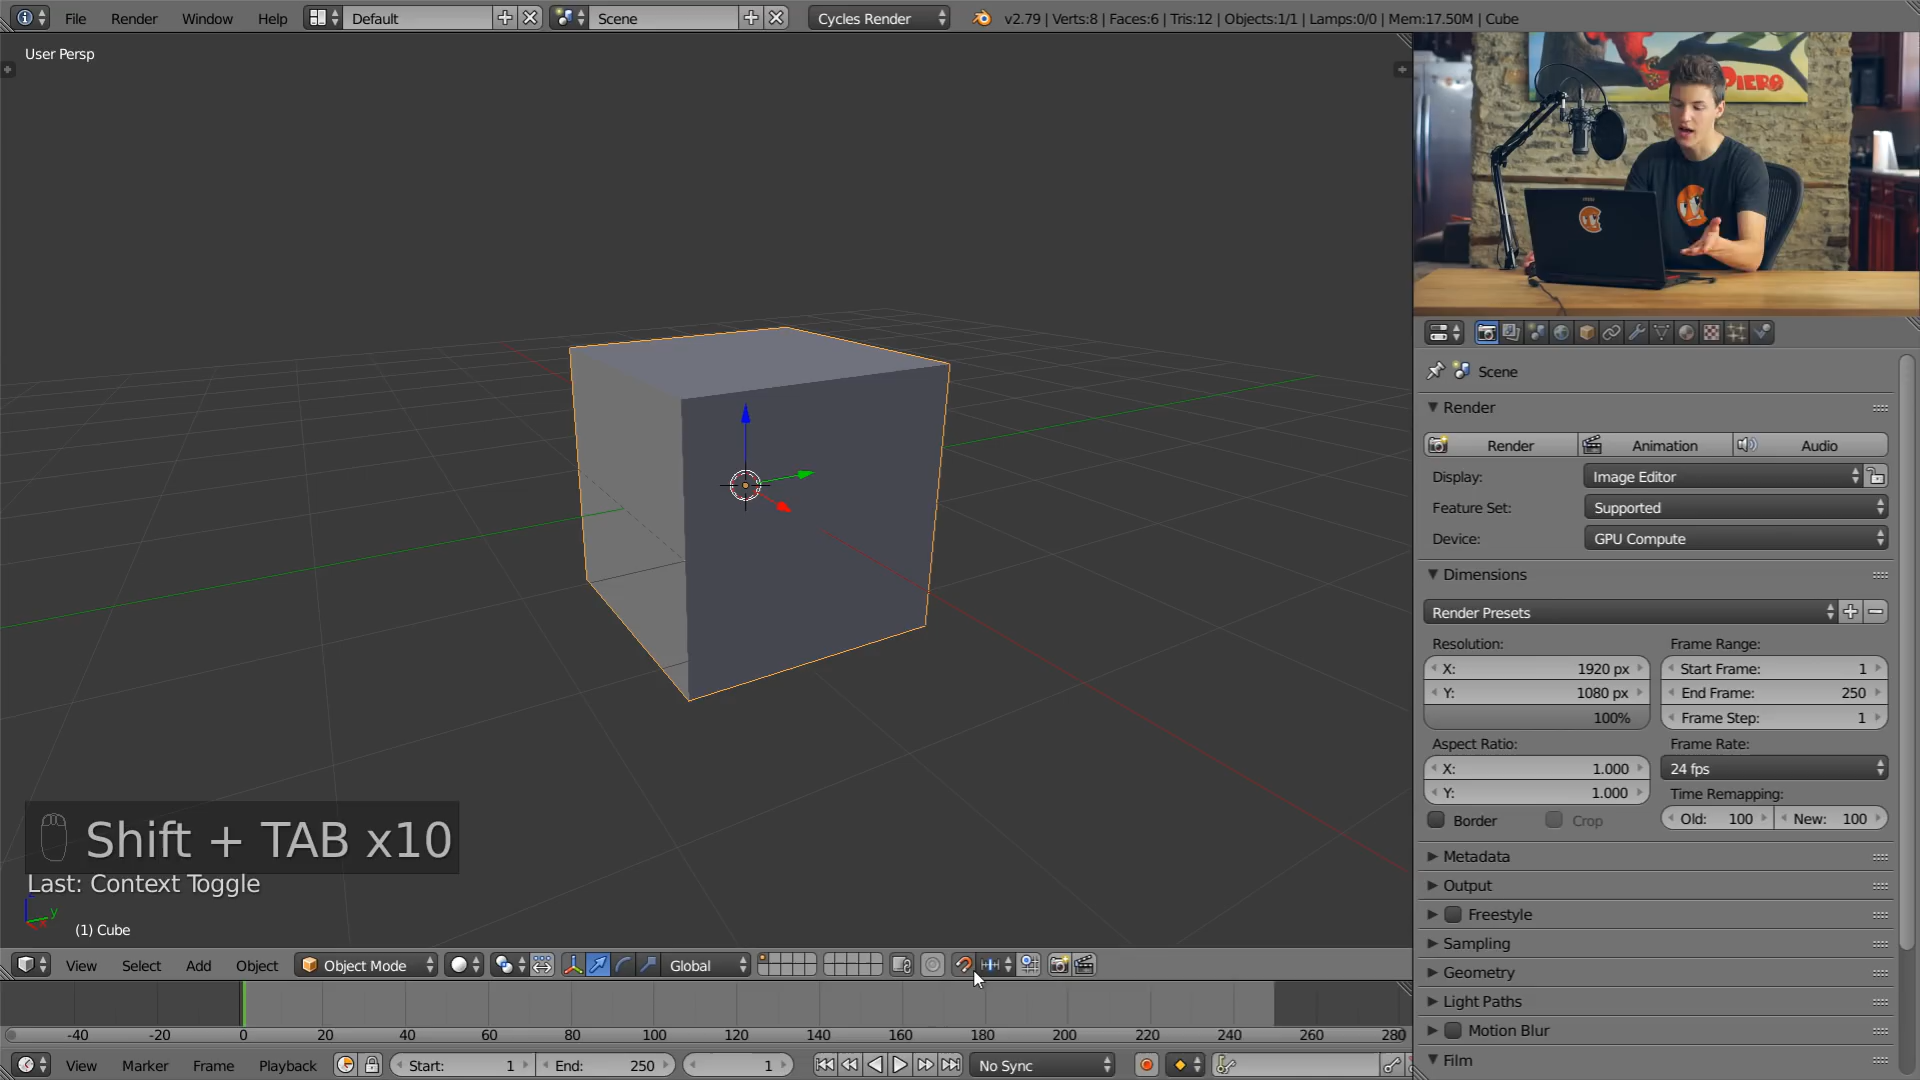 File Render Window Help Default Scene Cycles Render v2.79 | Verts:8 | Faces:6 | Tris:12 | Objects:1/1 | Lamps:0/0 | Mem:17.50M | Cube
User Persp
PIERO
Scene
Render
Render Animation Audio
Display: Image Editor
Feature Set: Supported
Device: GPU Compute
Dimensions
Render Presets
Resolution: Frame Range:
X: 1920 px Start Frame: 1
Y: 1080 px End Frame: 250
100% Frame Step: 1
Aspect Ratio: Frame Rate:
X: 1.000 24 fps
Y: 1.000 Time Remapping:
Border Crop Old: 100 New: 100
Metadata
Output
Freestyle
Sampling
Geometry
Light Paths
Motion Blur
Film
Shift + TAB x10
Last: Context Toggle
y
(1) Cube
View Select Add Object Object Mode Global
-40 -20 0 20 40 60 80 100 120 140 160 180 200 220 240 260 280
View Marker Frame Playback Start: 1 End: 250 1 No Sync